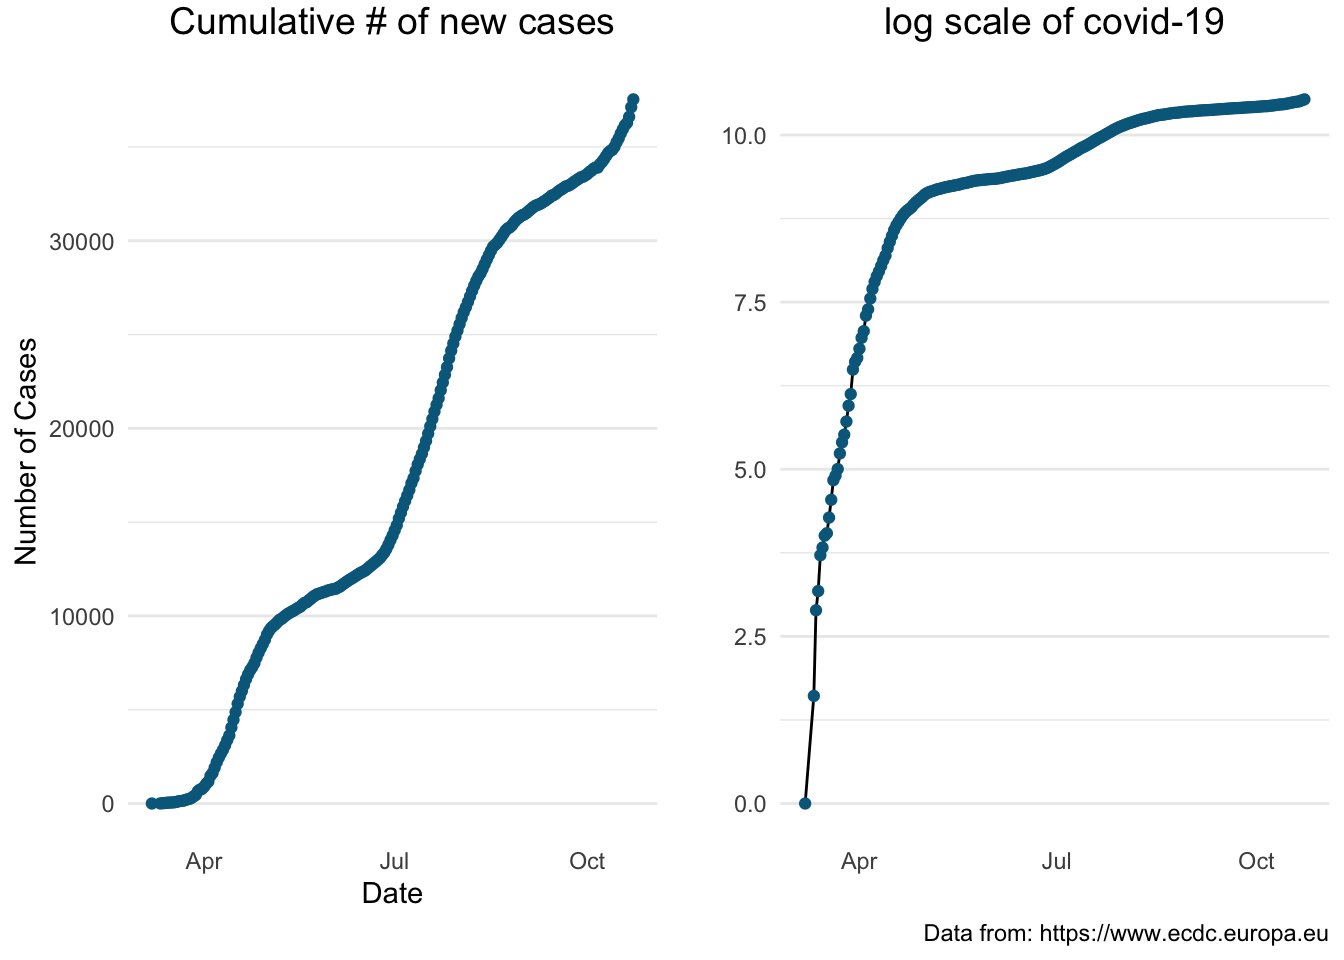 Cumulative # of new cases
Number of Cases
30000
20000
10000
0
Apr Jul Oct
Date
log scale of covid-19
10.0
7.5
5.0
2.5
0.0
Apr Jul Oct
Data from: https://www.ecdc.europa.eu